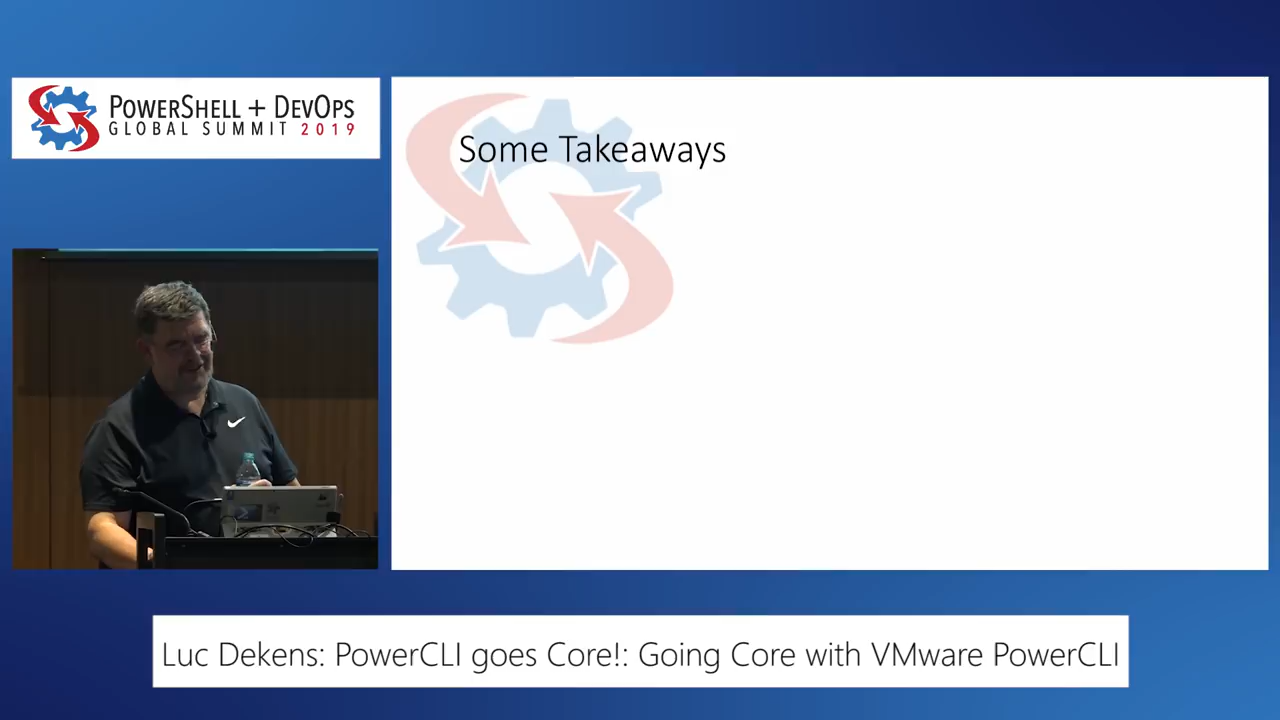 POWERSHELL + DEVOPS
GLOBAL SUMMIT 2019
Some Takeaways
Luc Dekens: PowerCLI goes Core!: Going Core with VMware PowerCLI